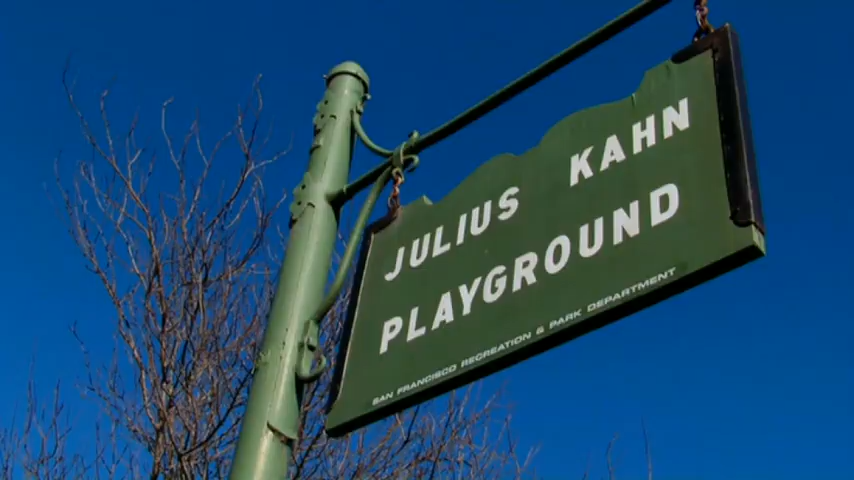 JULIUS KAHN
PLAYGROUND
SAN FRANCISCO RECREATION & PARK DEPARTMENT